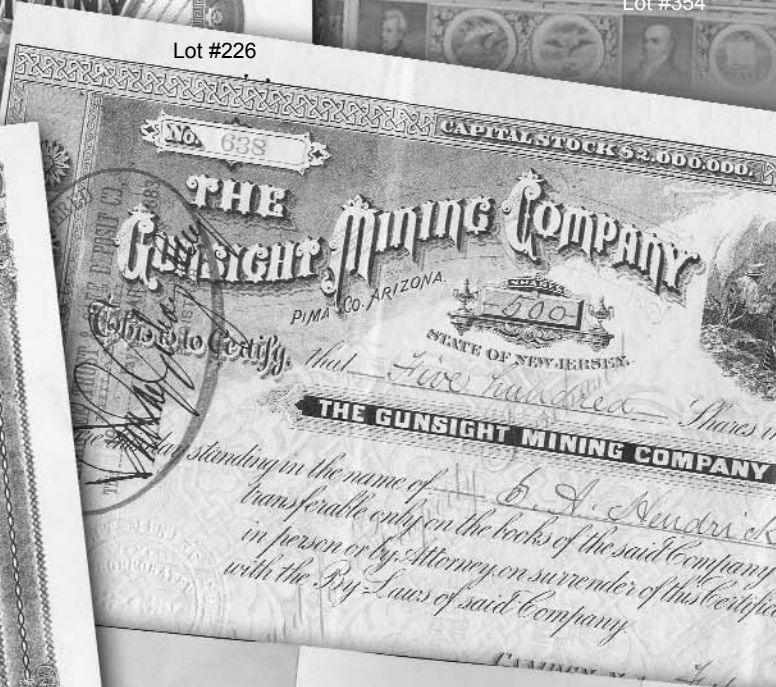 Lot #354
Lot #226
No. 638
CAPITAL STOCK $2,000,000.
THE
GUNSIGHT MINING COMPANY
PIMA CO. ARIZONA.
SHARES
500
STATE OF NEW JERSEY.
This is to Certify, that Five hundred Shares
THE GUNSIGHT MINING COMPANY
standing in the name of
transferable only on the books of the said Company
in person or by Attorney, on surrender of this Certific
with the By-Laws of said Company.
CAMDEN, N.